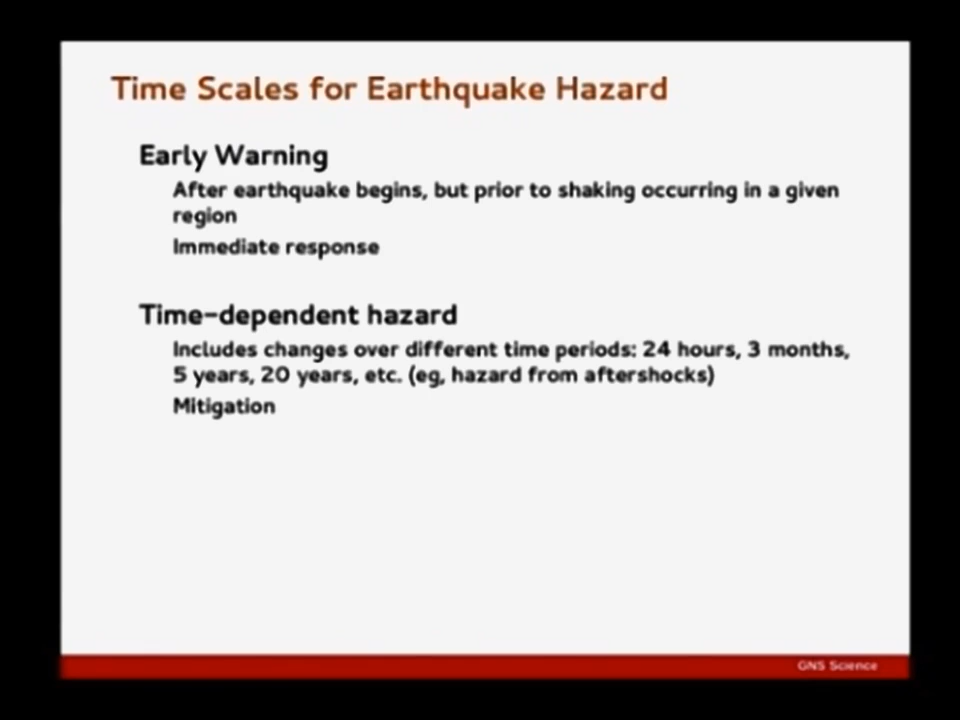 Time Scales for Earthquake Hazard
Early Warning
After earthquake begins, but prior to shaking occurring in a given
region
Immediate response
Time-dependent hazard
Includes changes over different time periods: 24 hours, 3 months,
5 years, 20 years, etc. (eg, hazard from aftershocks)
Mitigation
GNS Science